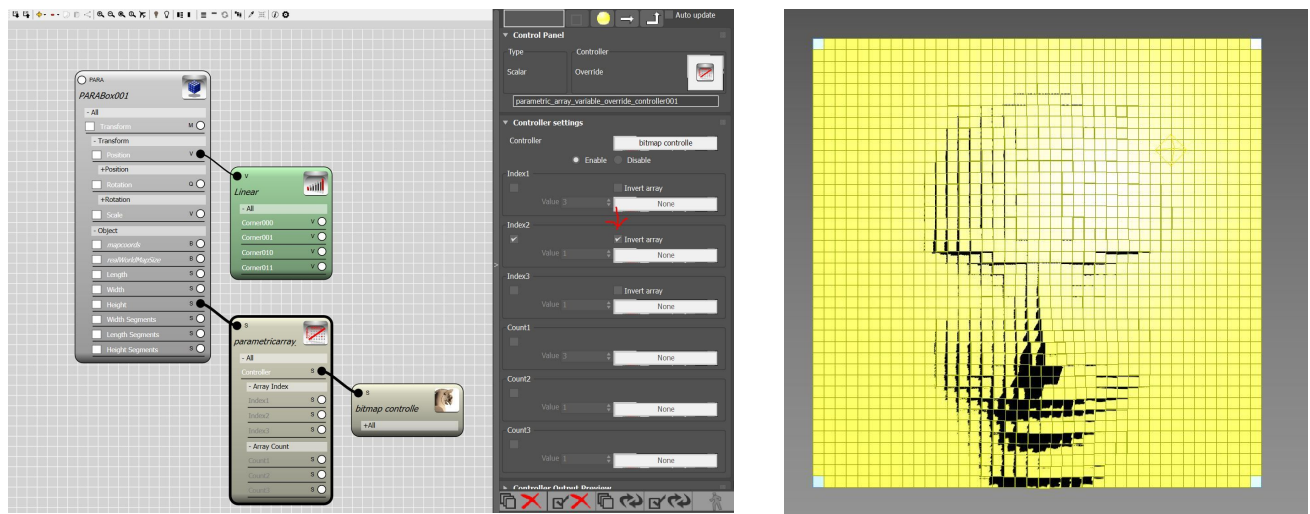 PARA
PARABox001
- All
Transform M
- Transform
Position V
+Position
Rotation Q
+Rotation
Scale V
- Object
mapcoords B
realWorldMapSize B
Length S
Width S
Height S
Width Segments S
Length Segments S
Height Segments S
V
Linear
- All
Corner000 V
Corner001 V
Corner010 V
Corner011 V
S
parametricarray_
- All
Controller S
- Array Index
Index1 S
Index2 S
Index3 S
- Array Count
Count1 S
Count2 S
Count3 S
S
bitmap controlle
+All
>
Auto update
Control Panel
Type Controller
Scalar Override
parametric_array_variable_override_controller001
Controller settings
Controller bitmap controlle
Enable Disable
Index1
Invert array
Value 3 None
Index2
Invert array
Value 1 None
Index3
Invert array
Value 1 None
Count1
Value 3 None
Count2
Value 1 None
Count3
Value 1 None
Controller Output Preview